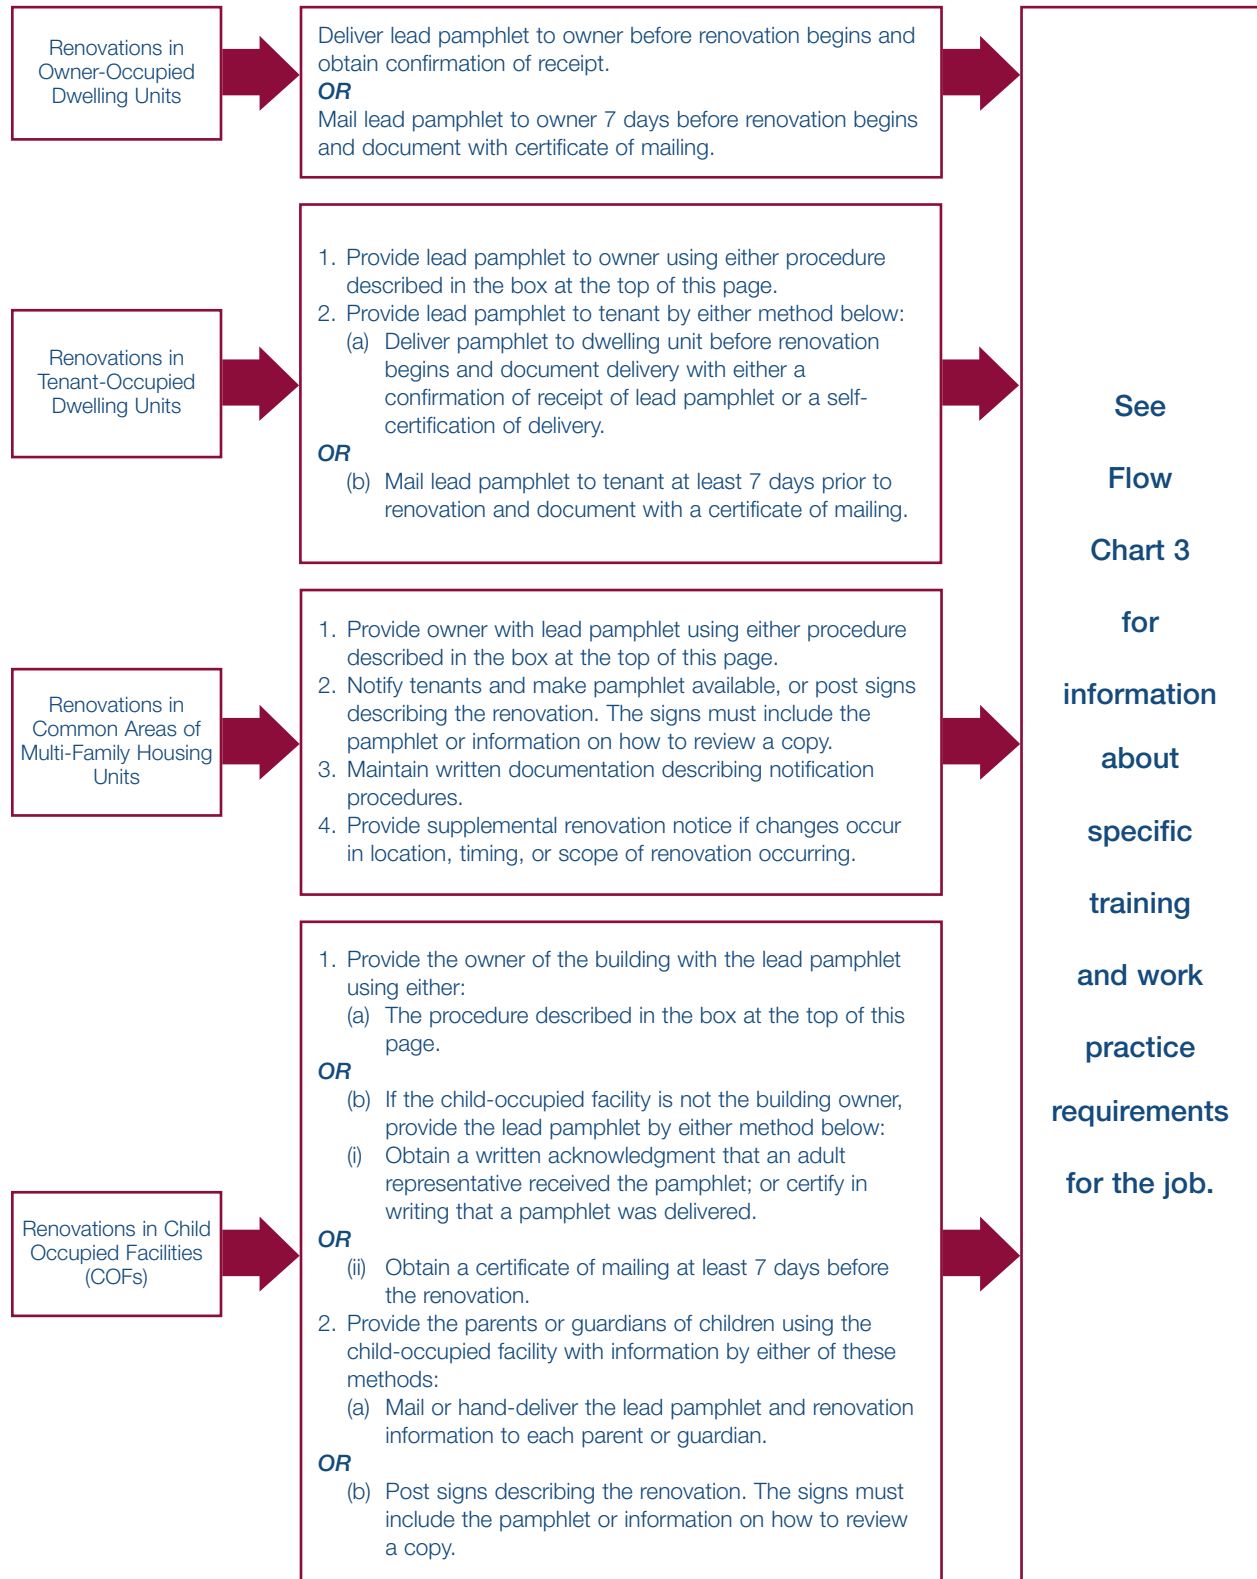 Renovations in
Owner-Occupied
Dwelling Units
Deliver lead pamphlet to owner before renovation begins and
obtain confirmation of receipt.
OR
Mail lead pamphlet to owner 7 days before renovation begins
and document with certificate of mailing.
Renovations in
Tenant-Occupied
Dwelling Units
1. Provide lead pamphlet to owner using either procedure
described in the box at the top of this page.
2. Provide lead pamphlet to tenant by either method below:
(a) Deliver pamphlet to dwelling unit before renovation
begins and document delivery with either a
confirmation of receipt of lead pamphlet or a self-
certification of delivery.
OR
(b) Mail lead pamphlet to tenant at least 7 days prior to
renovation and document with a certificate of mailing.
Renovations in
Common Areas of
Multi-Family Housing
Units
1. Provide owner with lead pamphlet using either procedure
described in the box at the top of this page.
2. Notify tenants and make pamphlet available, or post signs
describing the renovation. The signs must include the
pamphlet or information on how to review a copy.
3. Maintain written documentation describing notification
procedures.
4. Provide supplemental renovation notice if changes occur
in location, timing, or scope of renovation occurring.
Renovations in Child
Occupied Facilities
(COFs)
1. Provide the owner of the building with the lead pamphlet
using either:
(a) The procedure described in the box at the top of this
page.
OR
(b) If the child-occupied facility is not the building owner,
provide the lead pamphlet by either method below:
(i) Obtain a written acknowledgment that an adult
representative received the pamphlet; or certify in
writing that a pamphlet was delivered.
OR
(ii) Obtain a certificate of mailing at least 7 days before
the renovation.
2. Provide the parents or guardians of children using the
child-occupied facility with information by either of these
methods:
(a) Mail or hand-deliver the lead pamphlet and renovation
information to each parent or guardian.
OR
(b) Post signs describing the renovation. The signs must
include the pamphlet or information on how to review
a copy.
See
Flow
Chart 3
for
information
about
specific
training
and work
practice
requirements
for the job.